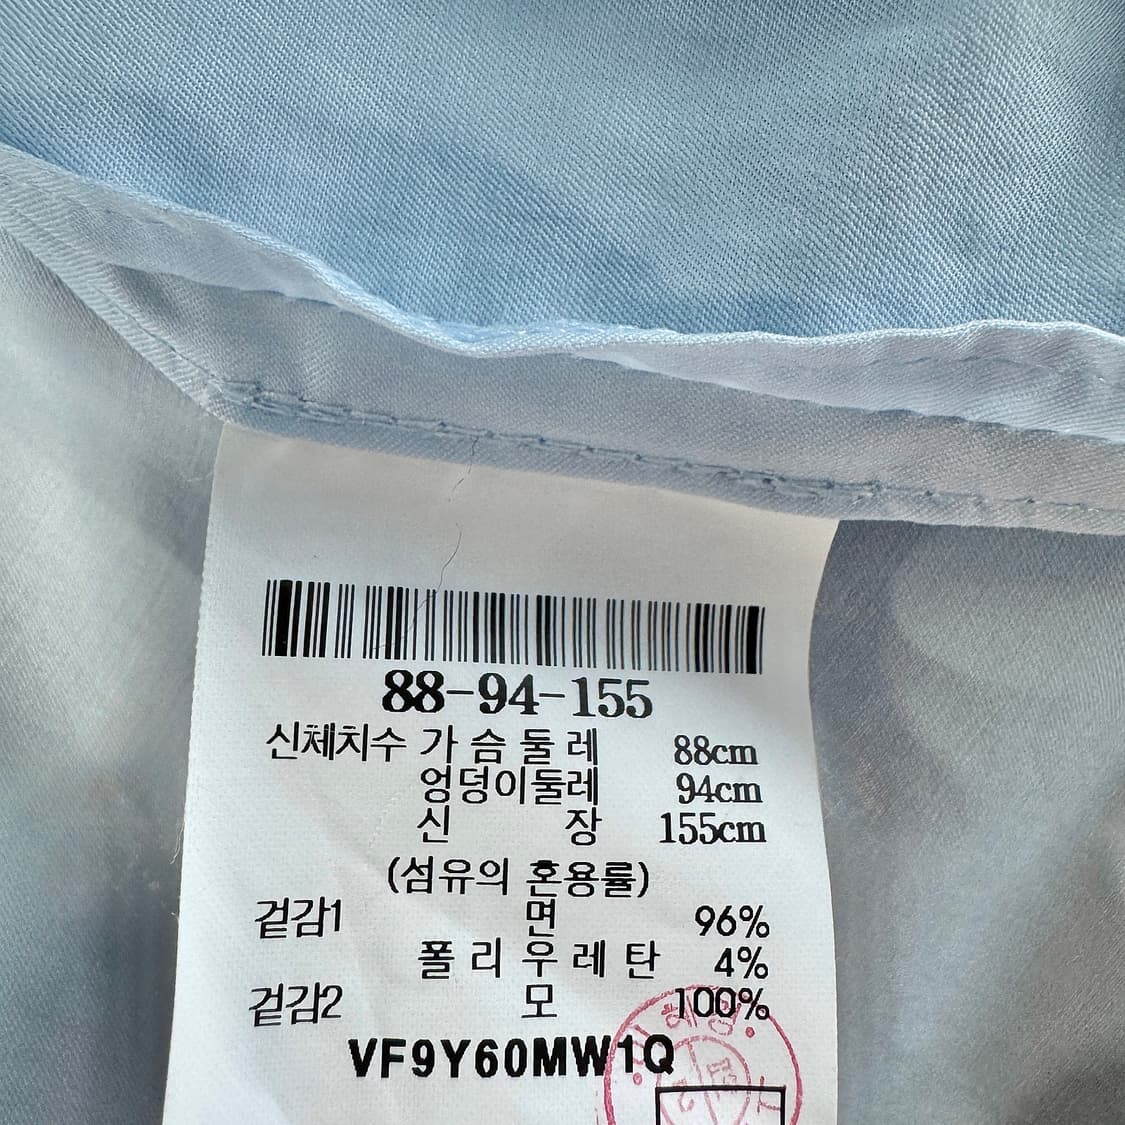 88-94-155
신체치수 가슴둘레 88cm
엉덩이둘레 94cm
신장 155cm
(섬유의 혼용률)
겉감1 면 96%
폴리우레탄 4%
겉감2 모 100%
VF9Y60MW1Q